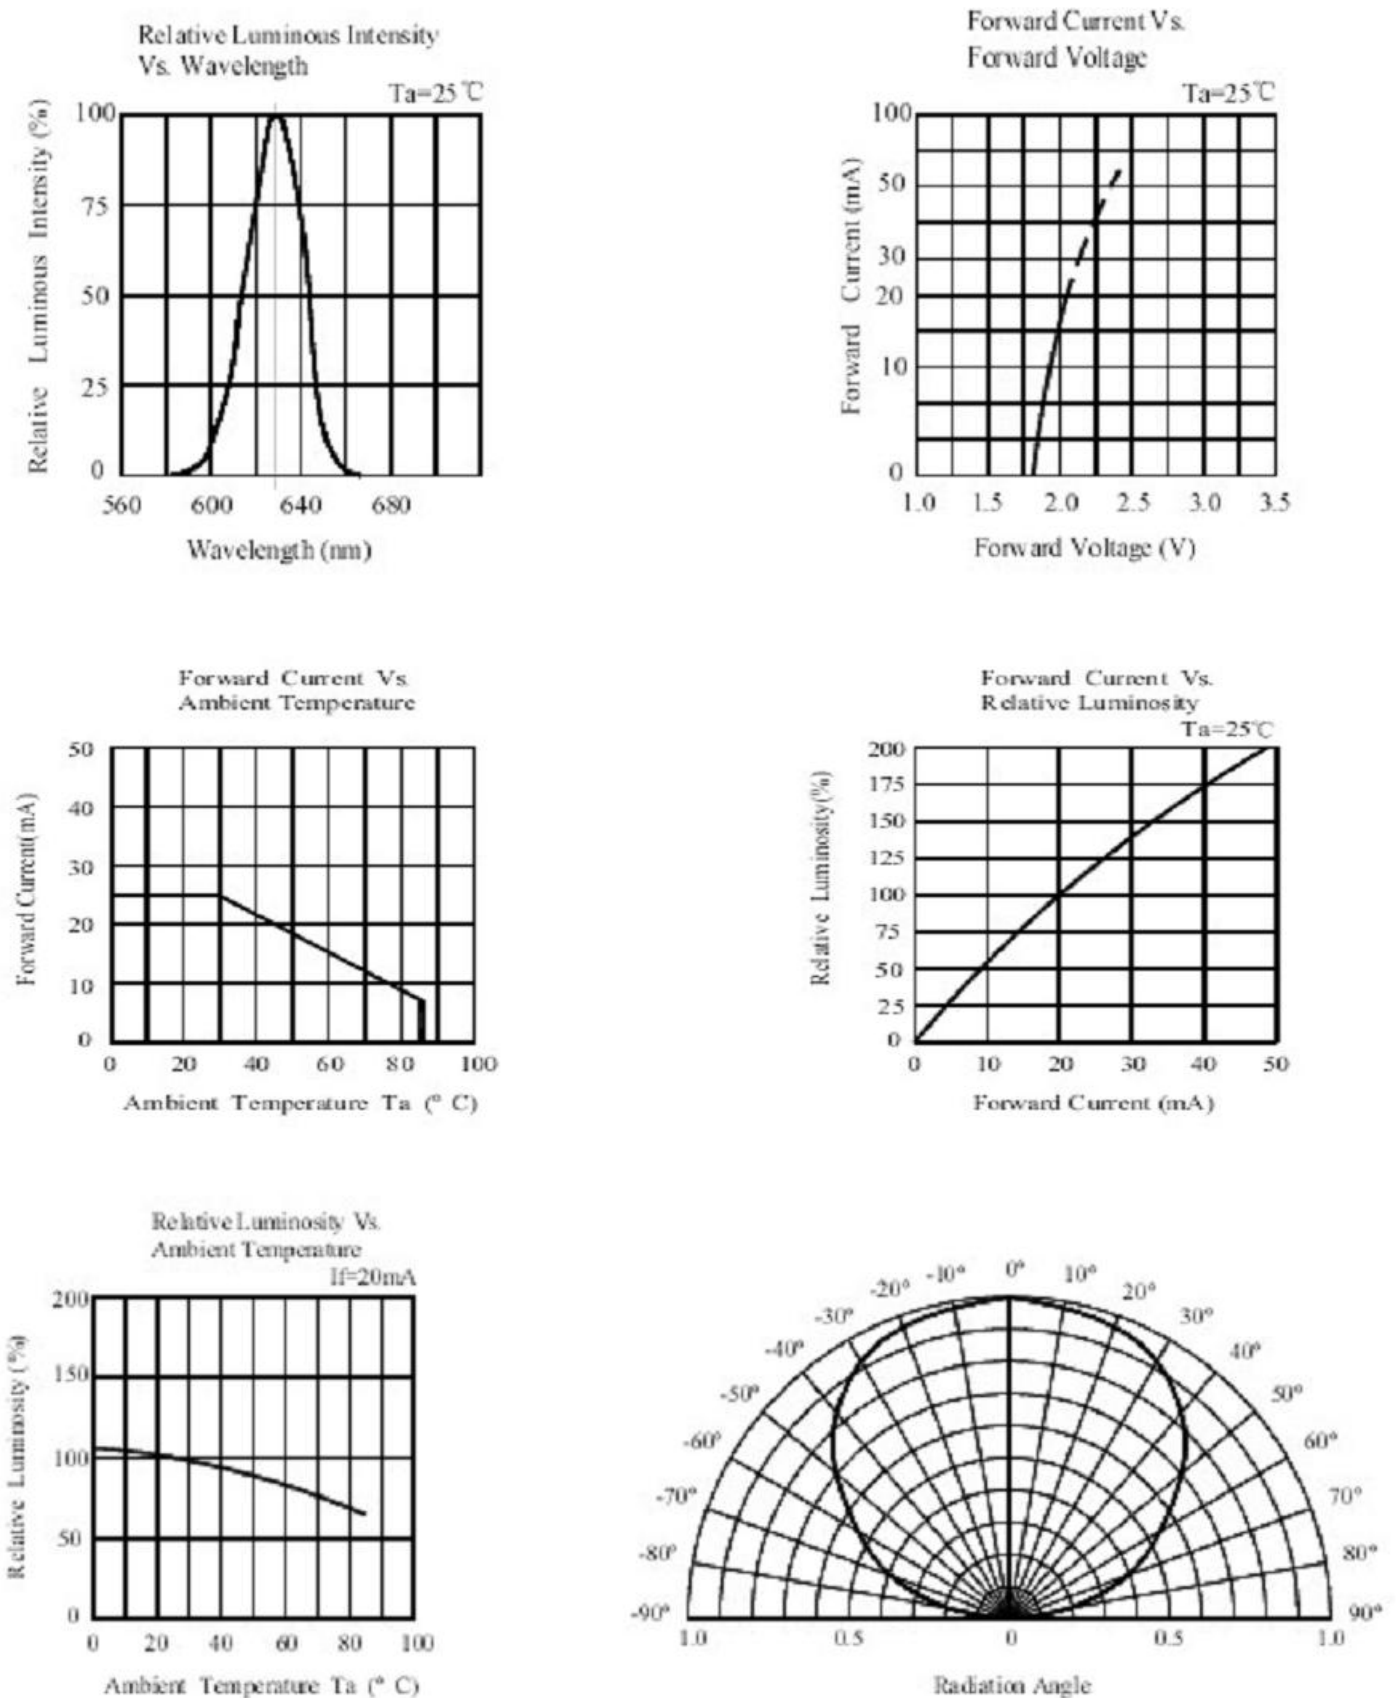 Relative Luminous Intensity
Vs. Wavelength
Ta=25℃
Relative Luminous Intensity (%)
100
75
50
25
0
560 600 640 680
Wavelength (nm)
Forward Current Vs.
Forward Voltage
Ta=25℃
Forward Current (mA)
100
50
30
20
10
0
1.0 1.5 2.0 2.5 3.0 3.5
Forward Voltage (V)
Forward Current Vs.
Ambient Temperature
Forward Current(mA)
50
40
30
20
10
0
0 20 40 60 80 100
Ambient Temperature Ta (° C)
Forward Current Vs.
Relative Luminosity
Ta=25℃
Relative Luminosity(%)
200
175
150
125
100
75
50
25
0
0 10 20 30 40 50
Forward Current (mA)
Relative Luminosity Vs.
Ambient Temperature
If=20mA
Relative Luminosity (%)
200
150
100
50
0
0 20 40 60 80 100
Ambient Temperature Ta (° C)
-90° -80° -70° -60° -50° -40° -30° -20° -10° 0° 10° 20° 30° 40° 50° 60° 70° 80° 90°
1.0 0.5 0 0.5 1.0
Radiation Angle